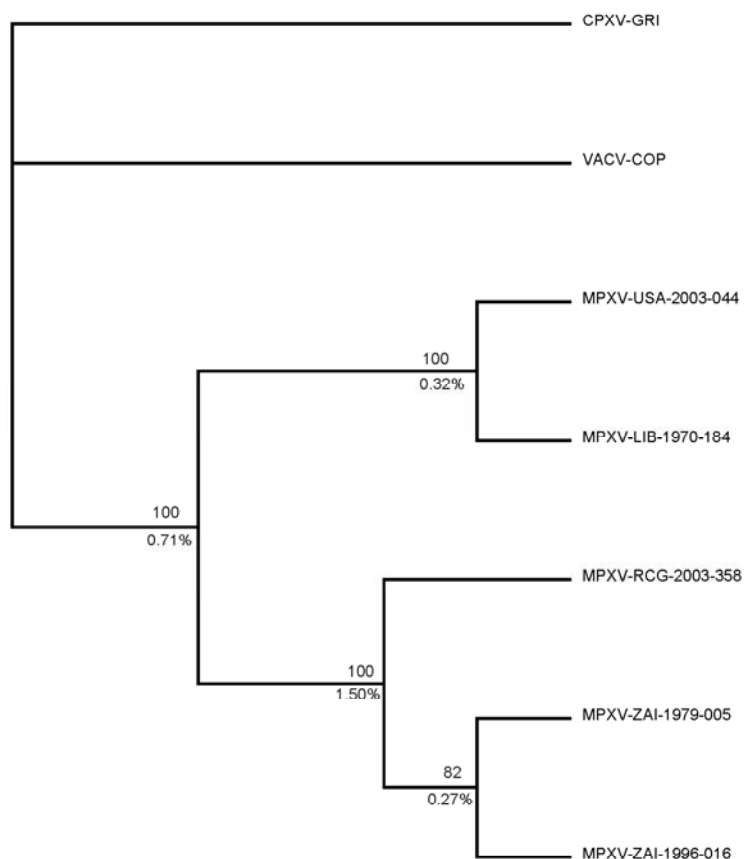 CPXV-GRI
VACV-COP
MPXV-USA-2003-044
100
0.32%
MPXV-LIB-1970-184
100
0.71%
MPXV-RCG-2003-358
100
1.50%
MPXV-ZAI-1979-005
82
0.27%
MPXV-ZAI-1996-016